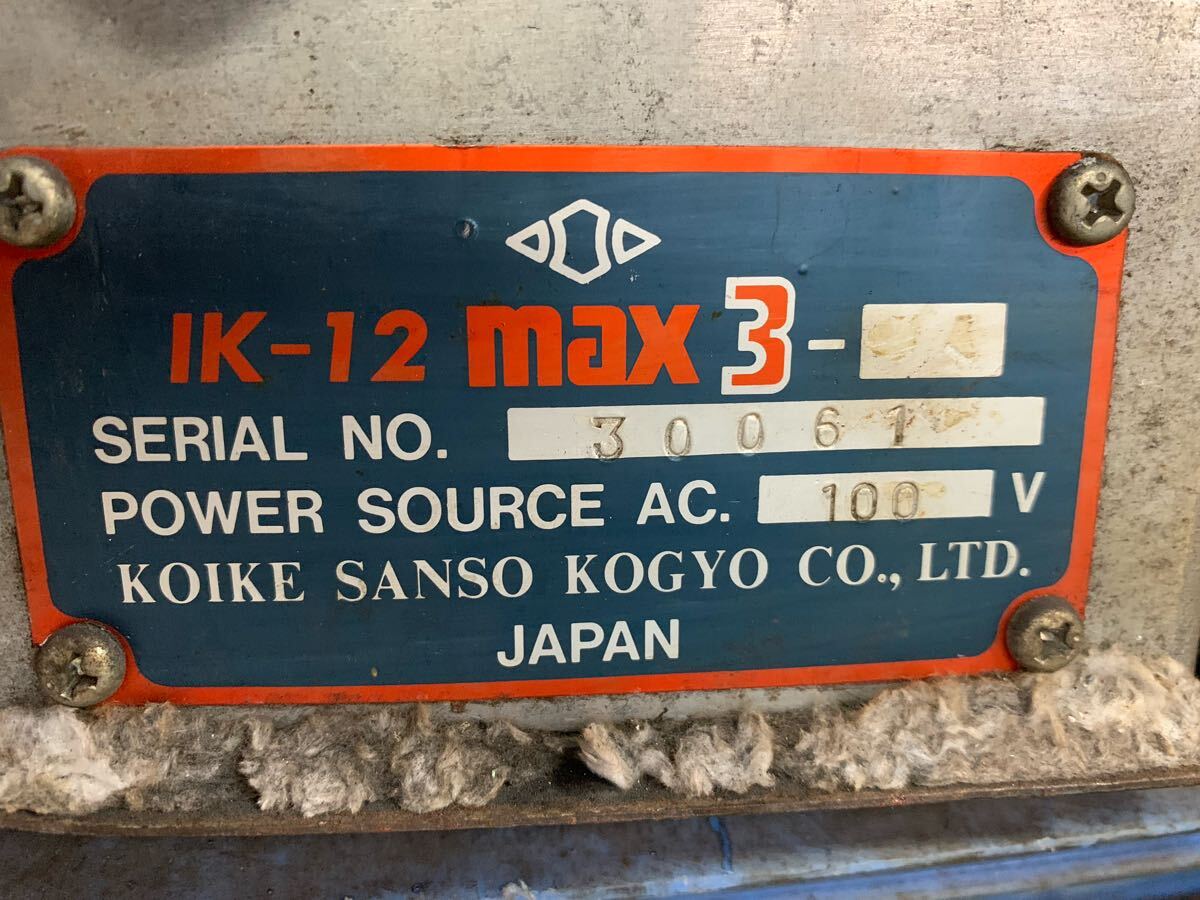 IK-12 max 3-
SERIAL NO. 30061
POWER SOURCE AC. 100 V
KOIKE SANSO KOGYO CO., LTD.
JAPAN